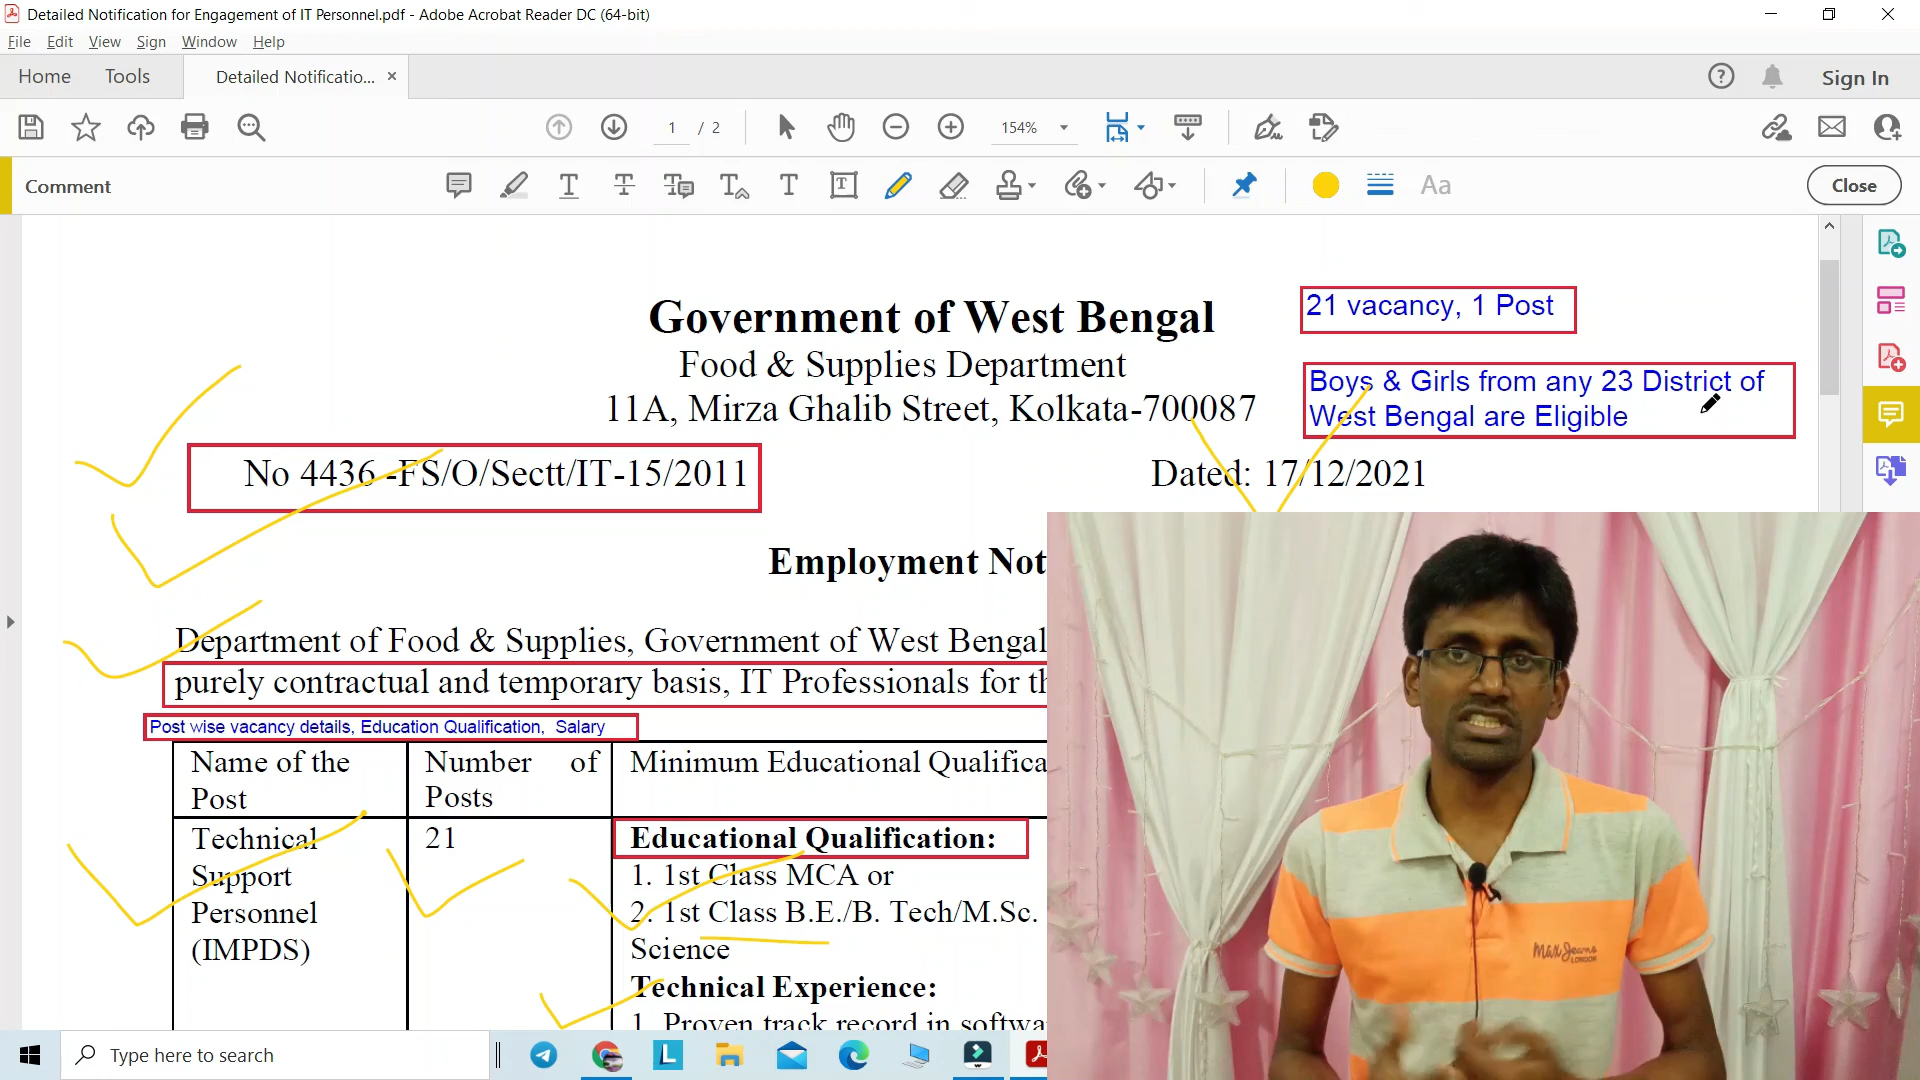 Detailed Notification for Engagement of IT Personnel.pdf - Adobe Acrobat Reader DC (64-bit)
File Edit View Sign Window Help
Home Tools Detailed Notificatio... ×
Sign In
1 / 2
154%
Comment
Close
Government of West Bengal
21 vacancy, 1 Post
Food & Supplies Department
Boys & Girls from any 23 District of
West Bengal are Eligible
11A, Mirza Ghalib Street, Kolkata-700087
No 4436 -FS/O/Sectt/IT-15/2011
Dated: 17/12/2021
Employment Not
Department of Food & Supplies, Government of West Bengal
purely contractual and temporary basis, IT Professionals for th
Post wise vacancy details, Education Qualification, Salary
Name of the
Post
Number of
Posts
Minimum Educational Qualifica
Technical
Support
Personnel
(IMPDS)
21
Educational Qualification:
1. 1st Class MCA or
2. 1st Class B.E./B. Tech/M.Sc.
Science
Technical Experience:
1. Proven track record in softwa
Max Jeans
LONDON
Type here to search